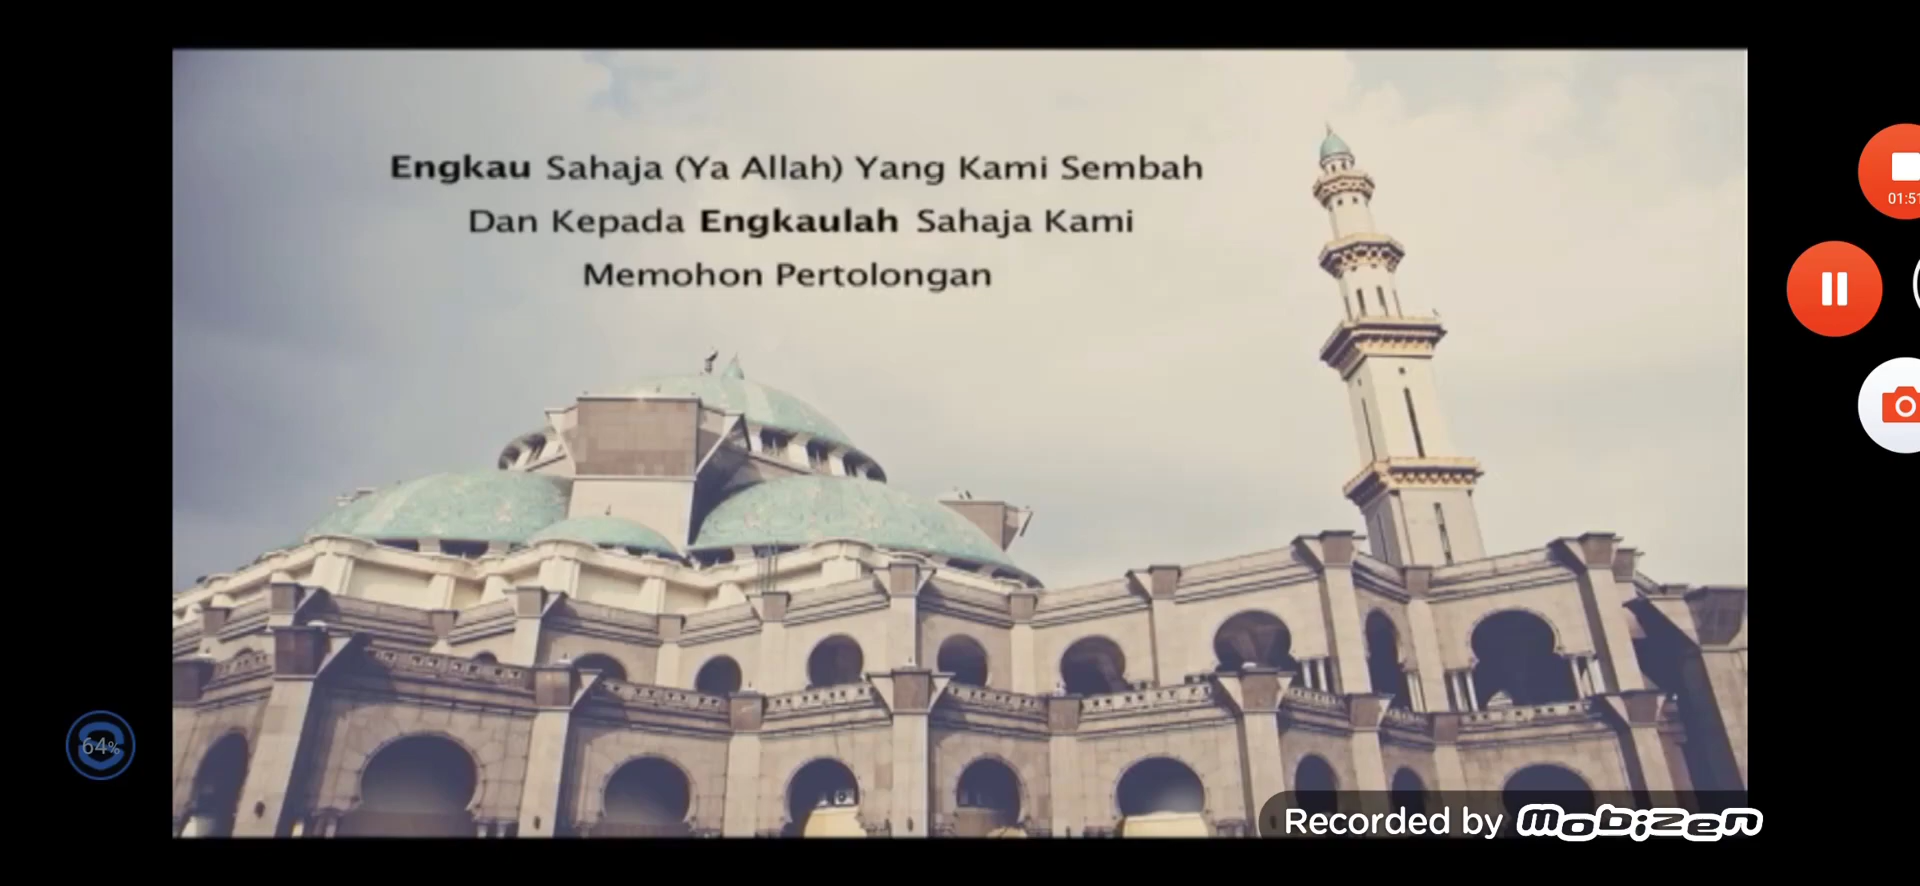 Engkau Sahaja (Ya Allah) Yang Kami Sembah
Dan Kepada Engkaulah Sahaja Kami
Memohon Pertolongan
01:51
64%
Recorded by mobizen